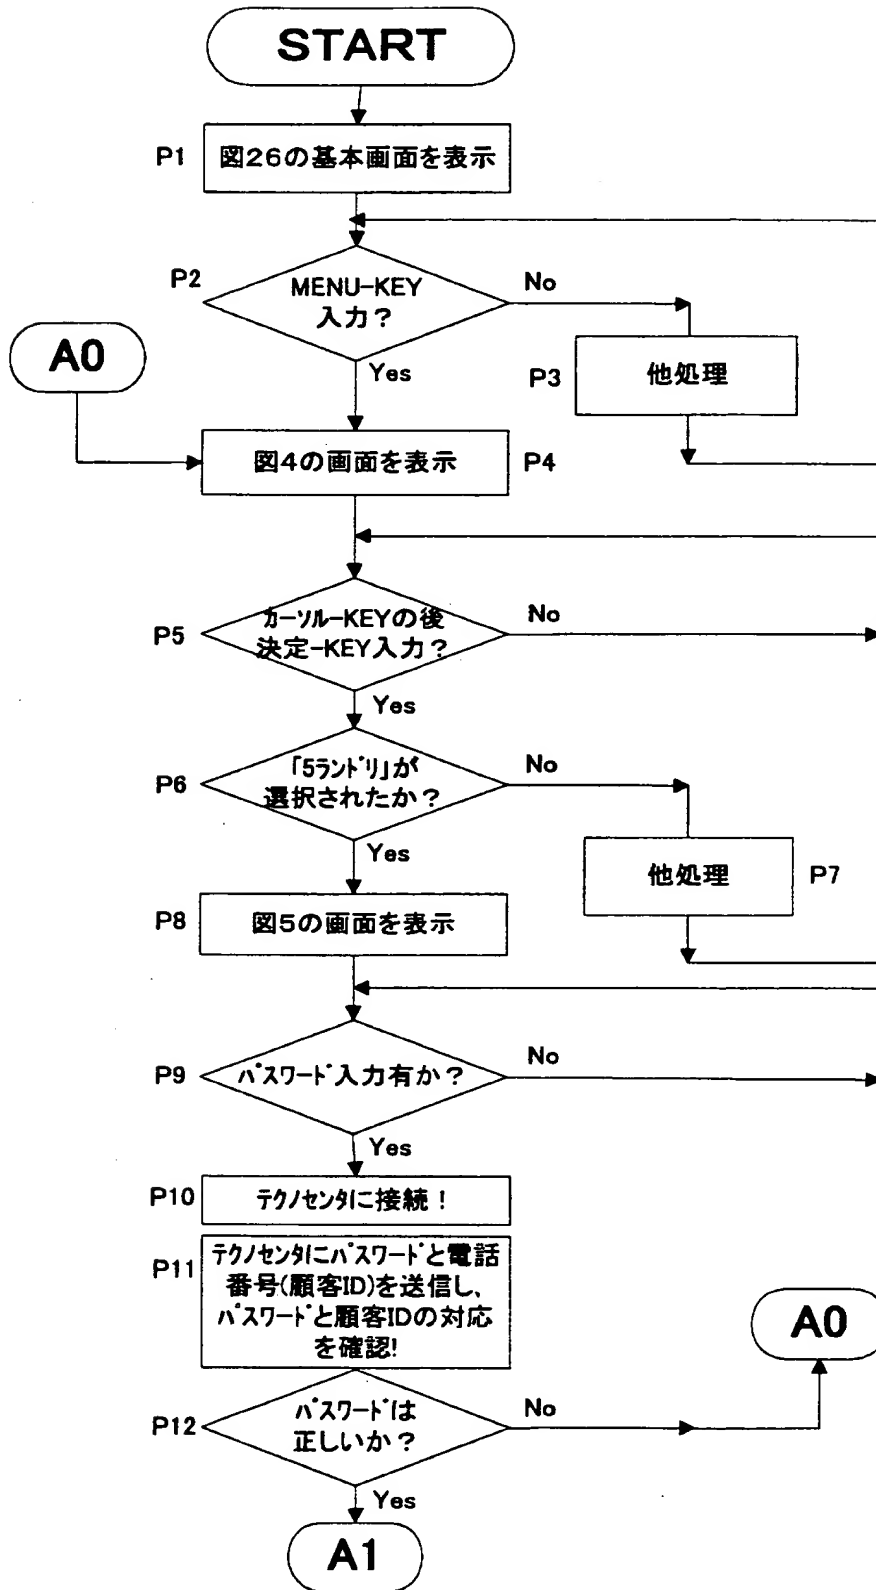 START
P1
図26の基本画面を表示
P2
MENU-KEY
入力?
No
Yes
A0
P3
他処理
図4の画面を表示
P4
P5
カーソル-KEYの後
決定-KEY入力?
No
Yes
P6
「5ランドリ」が
選択されたか?
No
Yes
他処理
P7
P8
図5の画面を表示
P9
パスワード入力有か?
No
Yes
P10
テクノセンタに接続!
P11
テクノセンタにパスワードと電話
番号(顧客ID)を送信し、
パスワードと顧客IDの対応
を確認!
A0
P12
パスワードは
正しいか?
No
Yes
A1